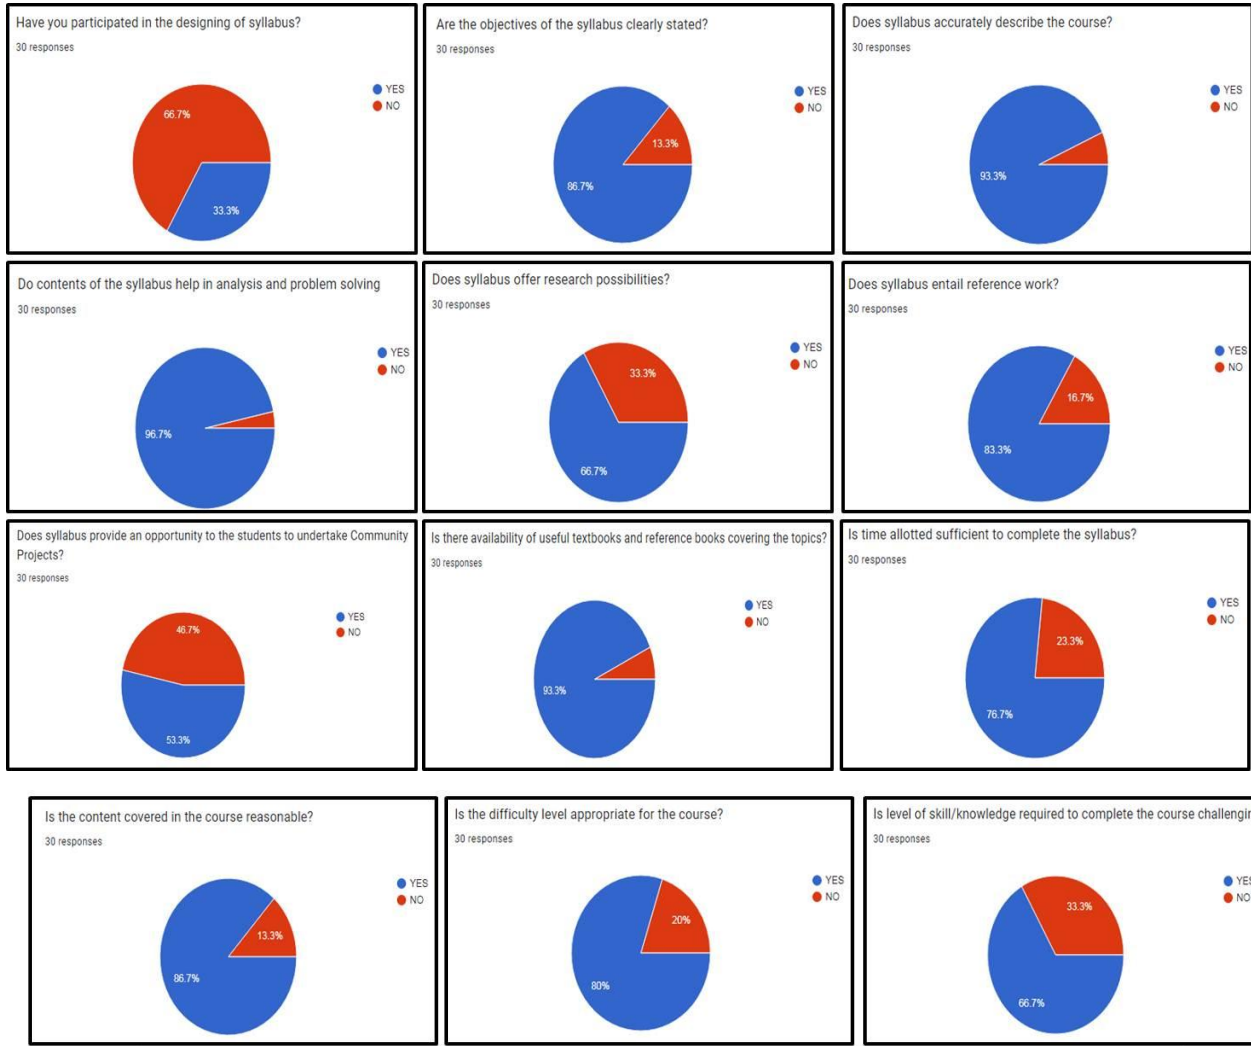 Have you participated in the designing of syllabus?
30 responses
YES
NO
66.7%
33.3%
Are the objectives of the syllabus clearly stated?
30 responses
YES
NO
13.3%
86.7%
Does syllabus accurately describe the course?
30 responses
YES
NO
93.3%
Do contents of the syllabus help in analysis and problem solving
30 responses
YES
NO
96.7%
Does syllabus offer research possibilities?
30 responses
YES
NO
33.3%
66.7%
Does syllabus entail reference work?
30 responses
YES
NO
16.7%
83.3%
Does syllabus provide an opportunity to the students to undertake Community
Projects?
30 responses
YES
NO
46.7%
53.3%
Is there availability of useful textbooks and reference books covering the topics?
30 responses
YES
NO
93.3%
Is time allotted sufficient to complete the syllabus?
30 responses
YES
NO
23.3%
76.7%
Is the content covered in the course reasonable?
30 responses
YES
NO
13.3%
86.7%
Is the difficulty level appropriate for the course?
30 responses
YES
NO
20%
80%
Is level of skill/knowledge required to complete the course
30 responses
YES
NO
33.3%
66.7%